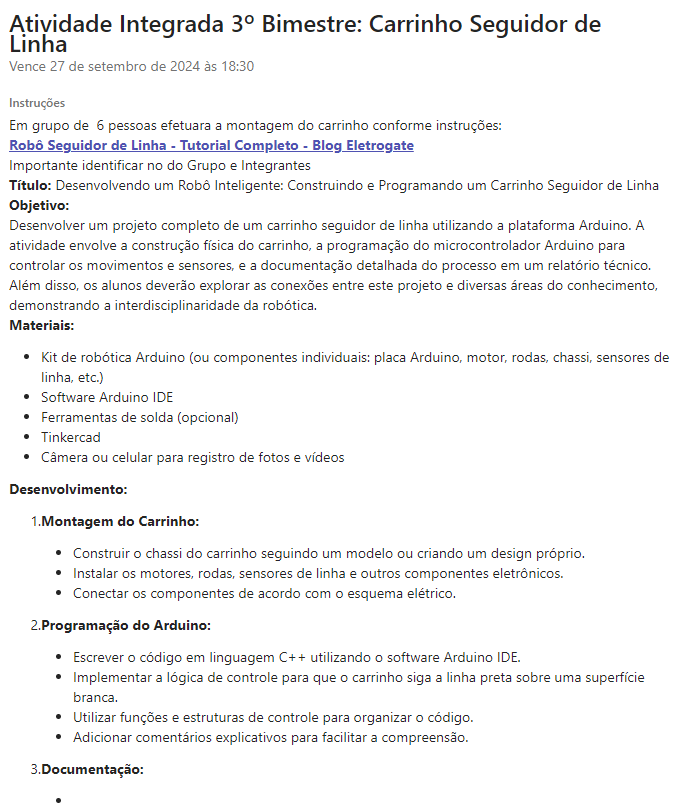 Atividade Integrada 3º Bimestre: Carrinho Seguidor de
Linha
Vence 27 de setembro de 2024 às 18:30
Instruções
Em grupo de  6 pessoas efetuara a montagem do carrinho conforme instruções:
Robô Seguidor de Linha - Tutorial Completo - Blog Eletrogate
Importante identificar no do Grupo e Integrantes
Título: Desenvolvendo um Robô Inteligente: Construindo e Programando um Carrinho Seguidor de Linha
Objetivo:
Desenvolver um projeto completo de um carrinho seguidor de linha utilizando a plataforma Arduino. A
atividade envolve a construção física do carrinho, a programação do microcontrolador Arduino para
controlar os movimentos e sensores, e a documentação detalhada do processo em um relatório técnico.
Além disso, os alunos deverão explorar as conexões entre este projeto e diversas áreas do conhecimento,
demonstrando a interdisciplinaridade da robótica.
Materiais:
• Kit de robótica Arduino (ou componentes individuais: placa Arduino, motor, rodas, chassi, sensores de
linha, etc.)
• Software Arduino IDE
• Ferramentas de solda (opcional)
• Tinkercad
• Câmera ou celular para registro de fotos e vídeos
Desenvolvimento:
1.Montagem do Carrinho:
• Construir o chassi do carrinho seguindo um modelo ou criando um design próprio.
• Instalar os motores, rodas, sensores de linha e outros componentes eletrônicos.
• Conectar os componentes de acordo com o esquema elétrico.
2.Programação do Arduino:
• Escrever o código em linguagem C++ utilizando o software Arduino IDE.
• Implementar a lógica de controle para que o carrinho siga a linha preta sobre uma superfície
branca.
• Utilizar funções e estruturas de controle para organizar o código.
• Adicionar comentários explicativos para facilitar a compreensão.
3.Documentação:
•